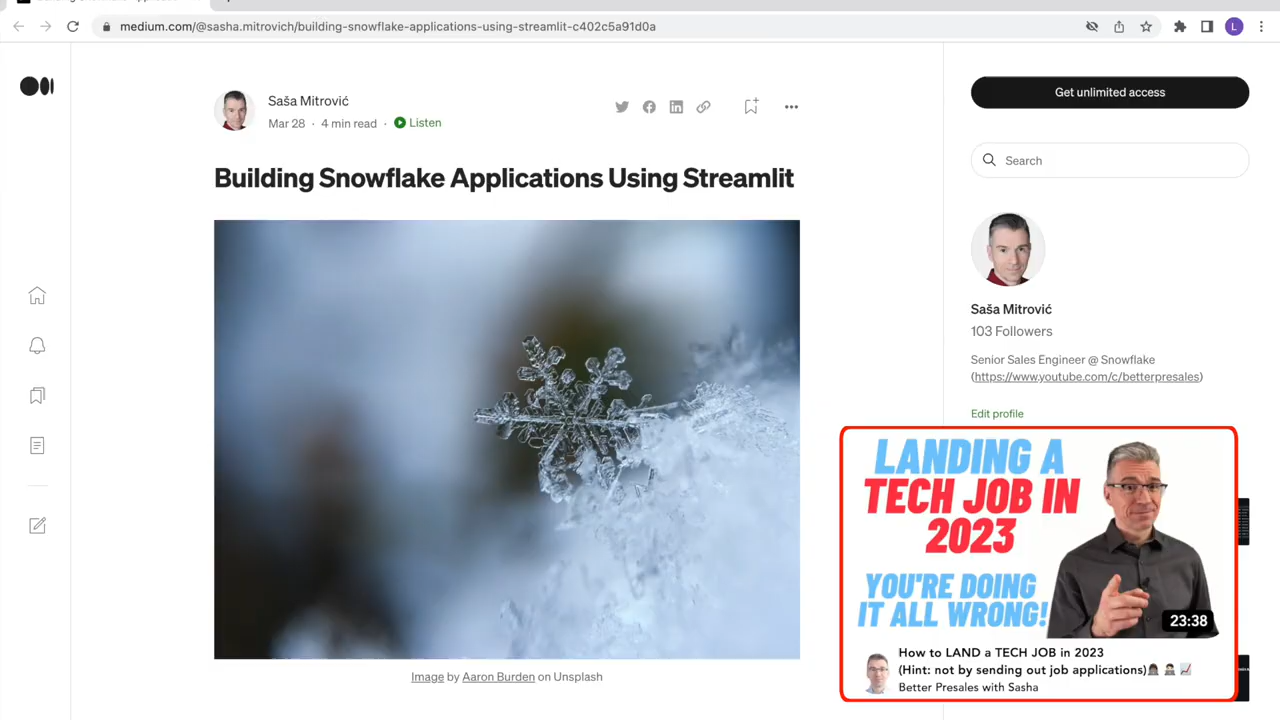 medium.com/@sasha.mitrovich/building-snowflake-applications-using-streamlit-c402c5a91d0a
L
Saša Mitrović
Mar 28 · 4 min read · Listen
Building Snowflake Applications Using Streamlit
Image by Aaron Burden on Unsplash
Get unlimited access
Search
Saša Mitrović
103 Followers
Senior Sales Engineer @ Snowflake
(https://www.youtube.com/c/betterpresales)
Edit profile
LANDING A
TECH JOB IN
2023
YOU'RE DOING
IT ALL WRONG!
23:38
How to LAND a TECH JOB in 2023
(Hint: not by sending out job applications)
Better Presales with Sasha